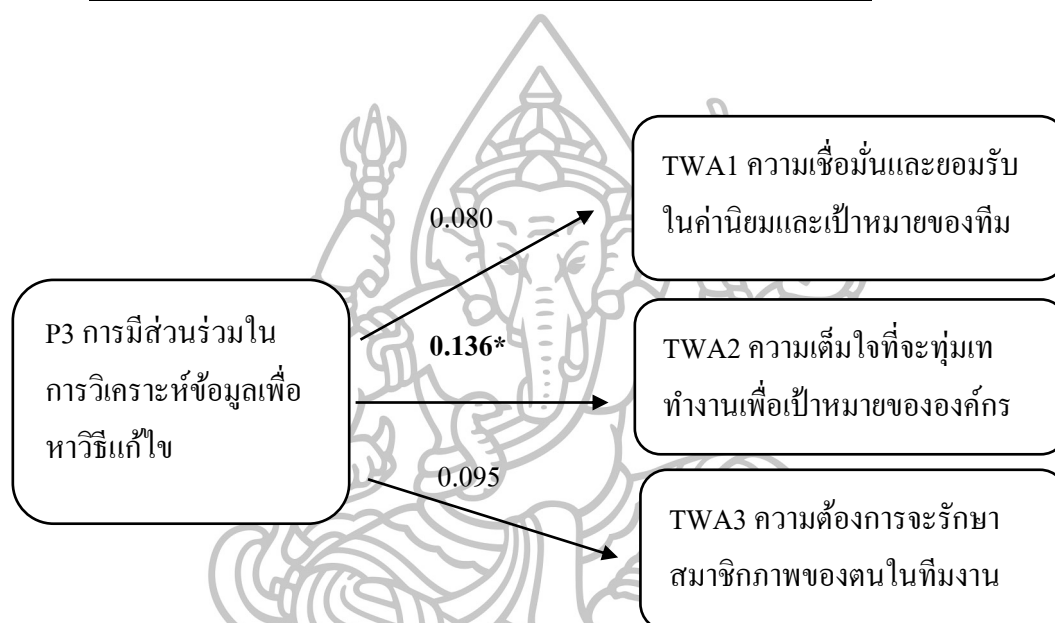 TWA1 ความเชื่อมั่นและยอมรับ
ในค่านิยมและเป้าหมายของทีม
0.080
P3 การมีส่วนร่วมใน
การวิเคราะห์ข้อมูลเพื่อ
หาวิธีแก้ไข
0.136*
TWA2 ความเต็มใจที่จะทุ่มเท
ทำงานเพื่อเป้าหมายขององค์กร
0.095
TWA3 ความต้องการจะรักษา
สมาชิกภาพของตนในทีมงาน